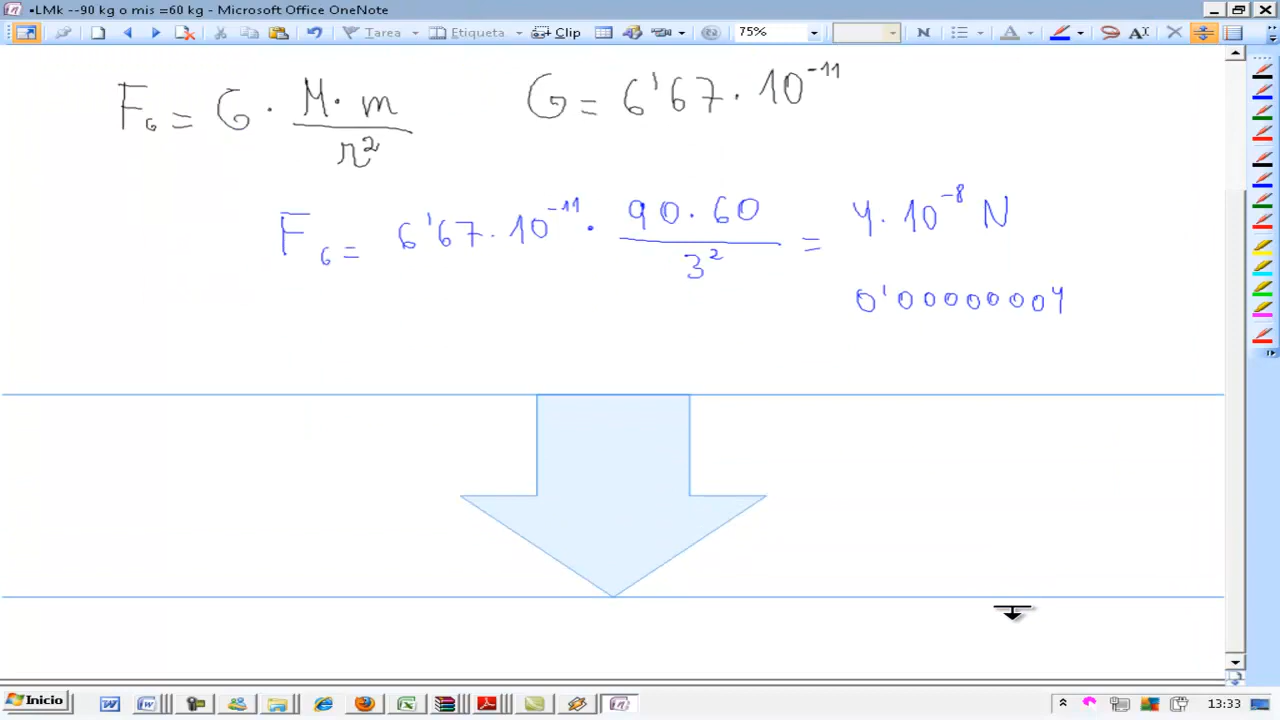 •LMk --90 kg o mis =60 kg - Microsoft Office OneNote
Tarea Etiqueta Clip 75% N A
F_G = G · M · m / r² G = 6'67 · 10⁻¹¹
F_G = 6'67 · 10⁻¹¹ · 90 · 60 / 3² = 4 · 10⁻⁸ N
0'00000004
Inicio 13:33